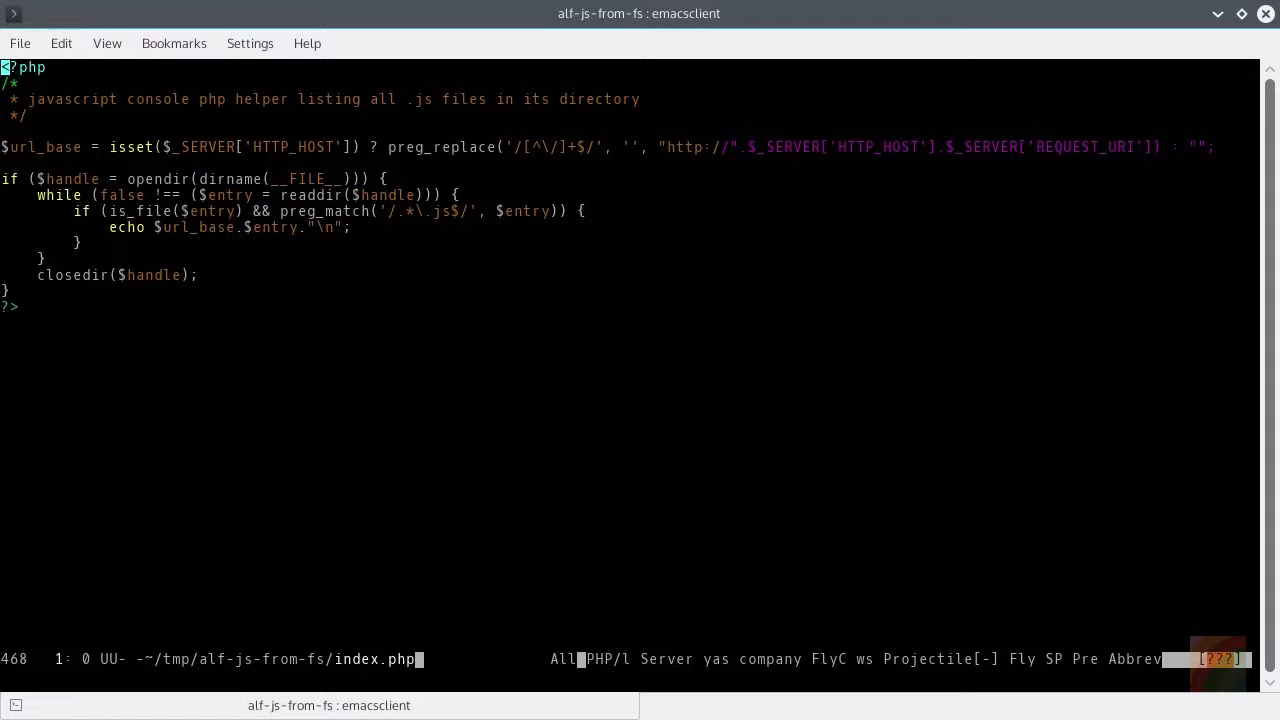 alf-js-from-fs : emacsclient
File Edit View Bookmarks Settings Help
<?php
/*
 * javascript console php helper listing all .js files in its directory
 */
$url_base = isset($_SERVER['HTTP_HOST']) ? preg_replace('/[^\/]+$/', '', "http://".$_SERVER['HTTP_HOST'].$_SERVER['REQUEST_URI']) : "";
if ($handle = opendir(dirname(__FILE__))) {
    while (false !== ($entry = readdir($handle))) {
        if (is_file($entry) && preg_match('/.*\.js$/', $entry)) {
            echo $url_base.$entry."\n";
        }
    }
    closedir($handle);
}
?>
468 1: 0 UU- -~/tmp/alf-js-from-fs/index.php All PHP/l Server yas company FlyC ws Projectile[-] Fly SP Pre Abbrev [???]
alf-js-from-fs : emacsclient